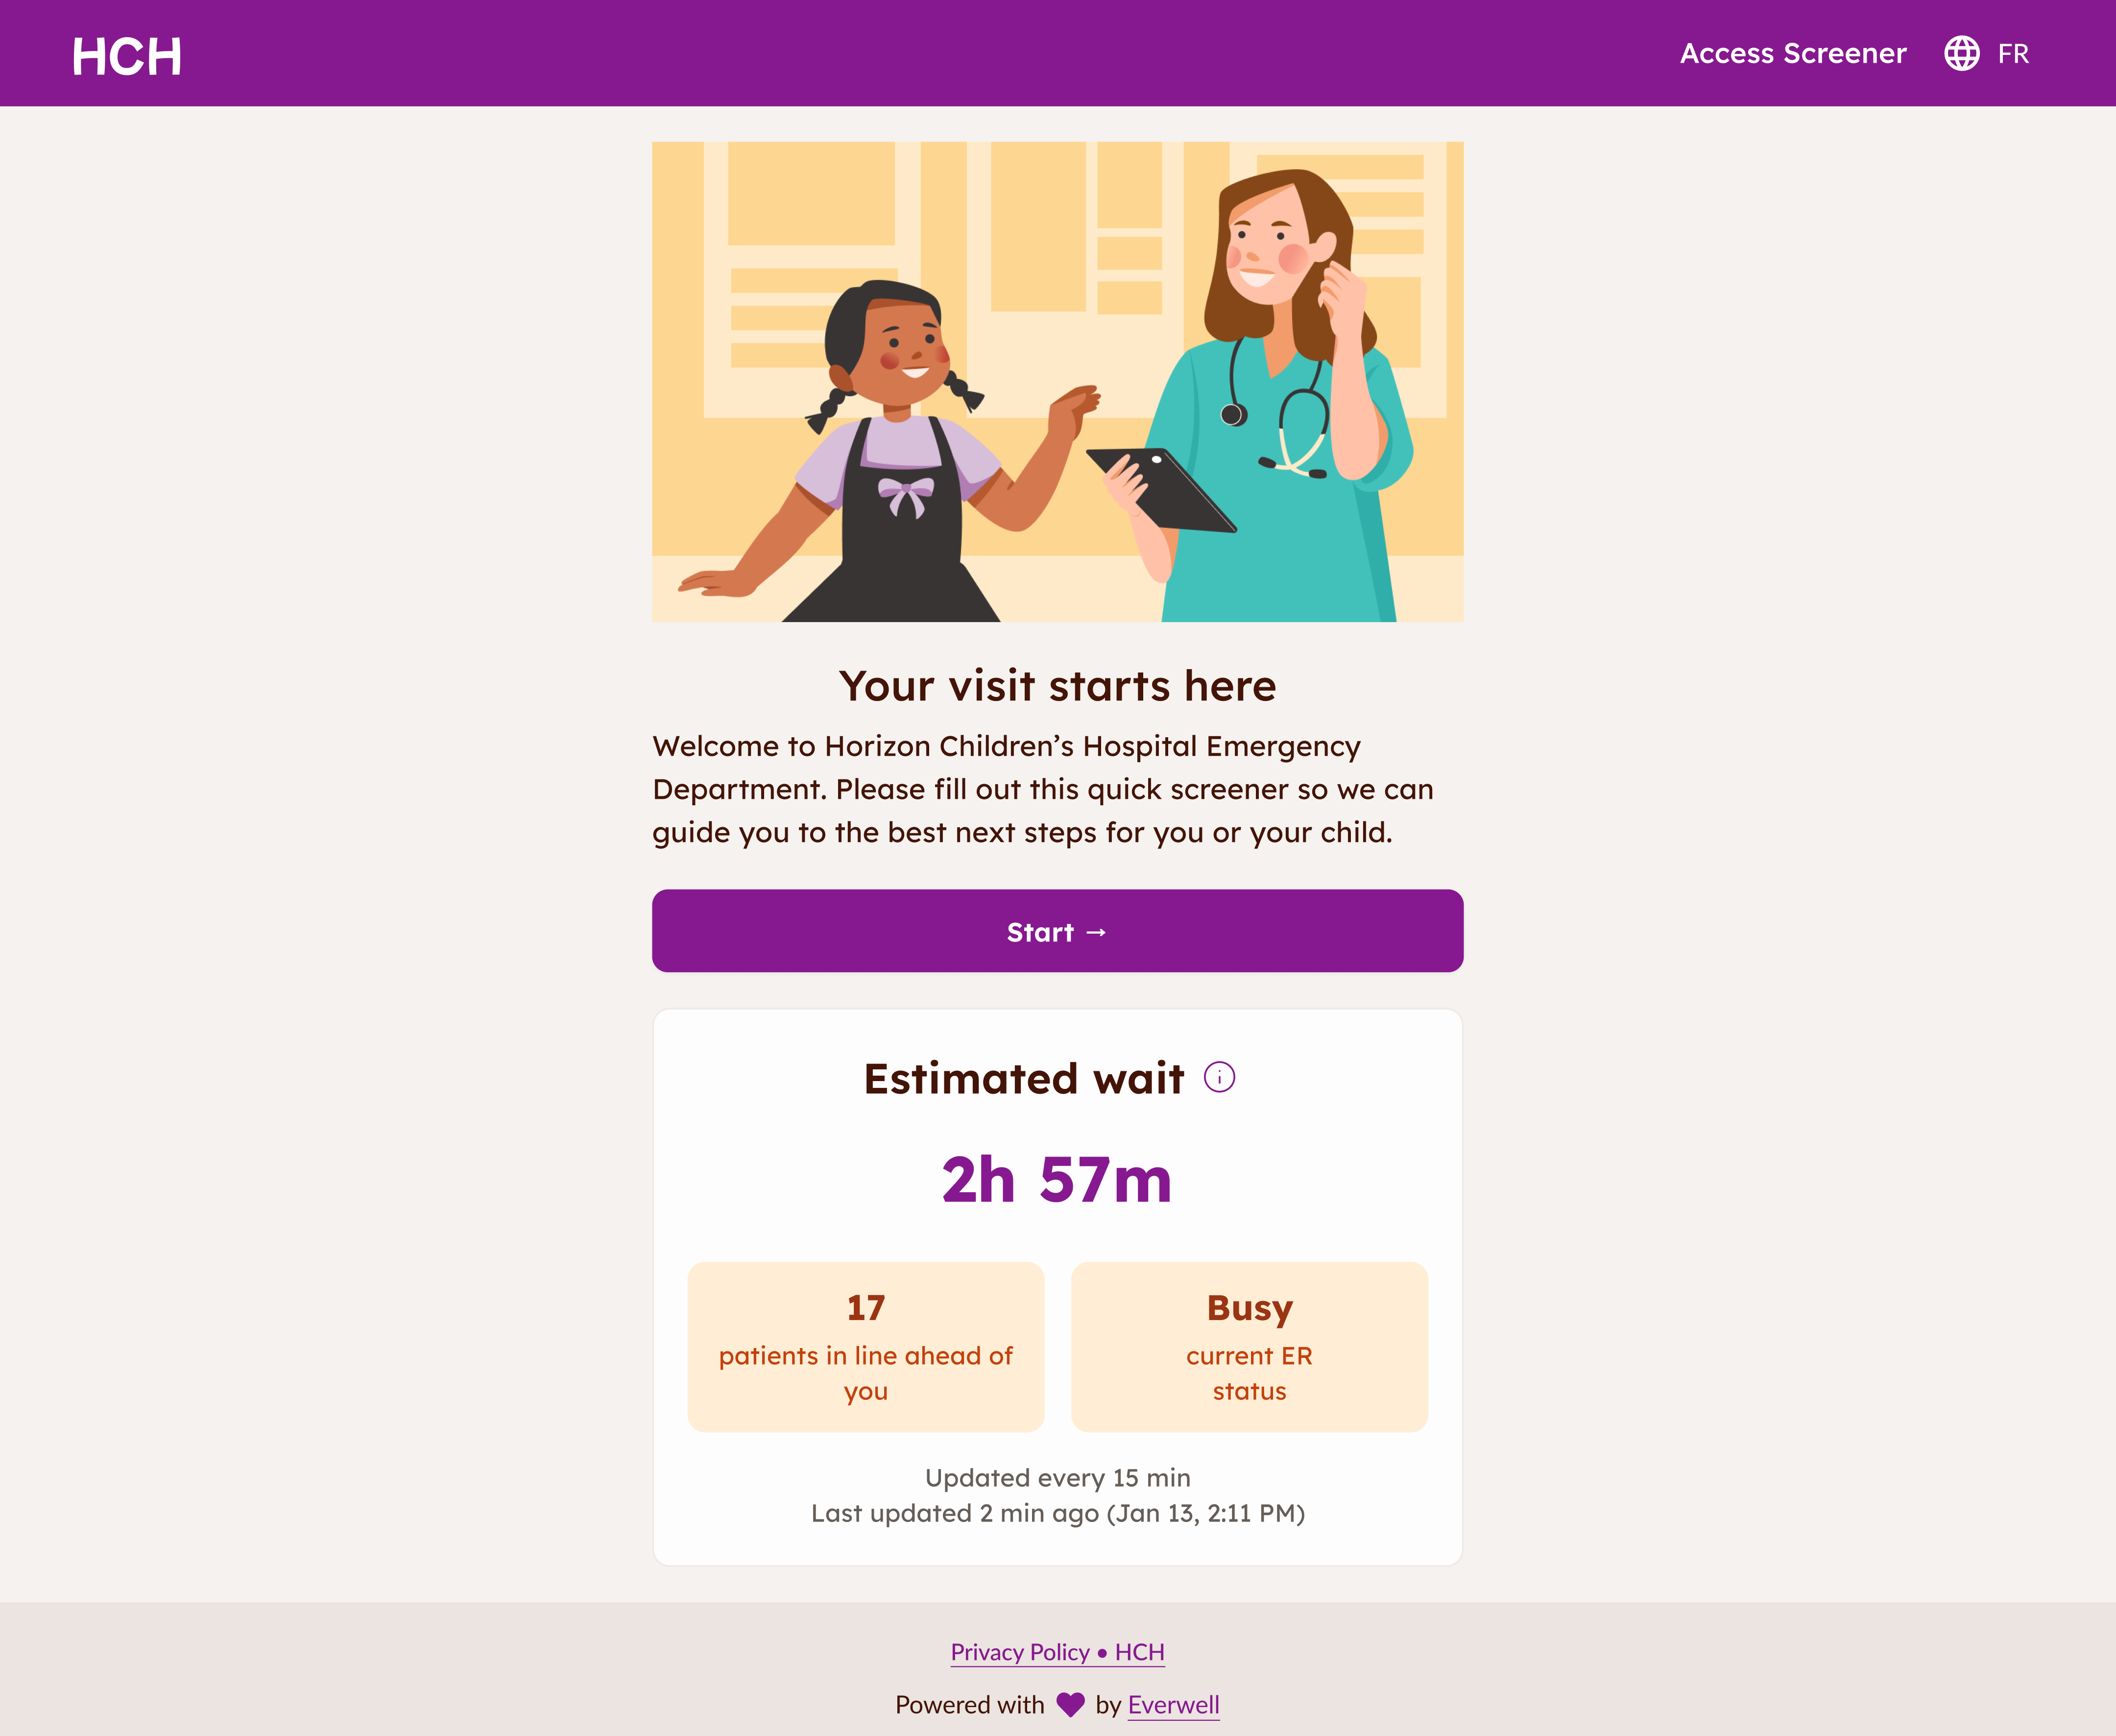 HCH
Access Screener
FR
Your visit starts here
Welcome to Horizon Children’s Hospital Emergency
Department. Please fill out this quick screener so we can
guide you to the best next steps for you or your child.
Start →
Estimated wait
2h 57m
17
patients in line ahead of
you
Busy
current ER
status
Updated every 15 min
Last updated 2 min ago (Jan 13, 2:11 PM)
Privacy Policy • HCH
Powered with 💜 by Everwell